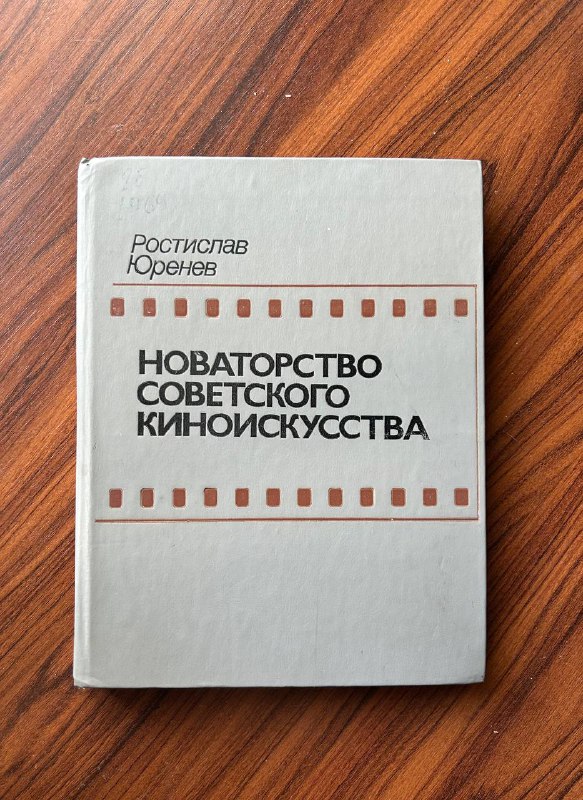 Ростислав
Юренев
НОВАТОРСТВО
СОВЕТСКОГО
КИНОИСКУССТВА